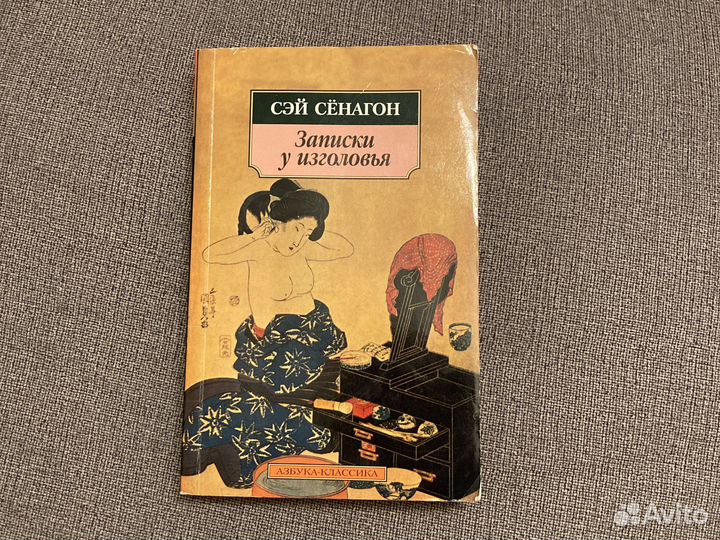 СЭЙ СЁНАГОН
Записки
у изголовья
АЗБУКА-КЛАССИКА
Avito